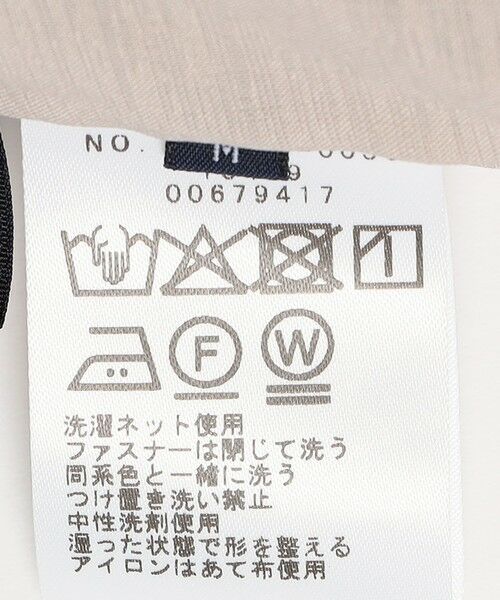 NO.
M
00679417
F
W
洗濯ネット使用
ファスナーは閉じて洗う
同系色と一緒に洗う
つけ置き洗い禁止
中性洗剤使用
湿った状態で形を整える
アイロンはあて布使用